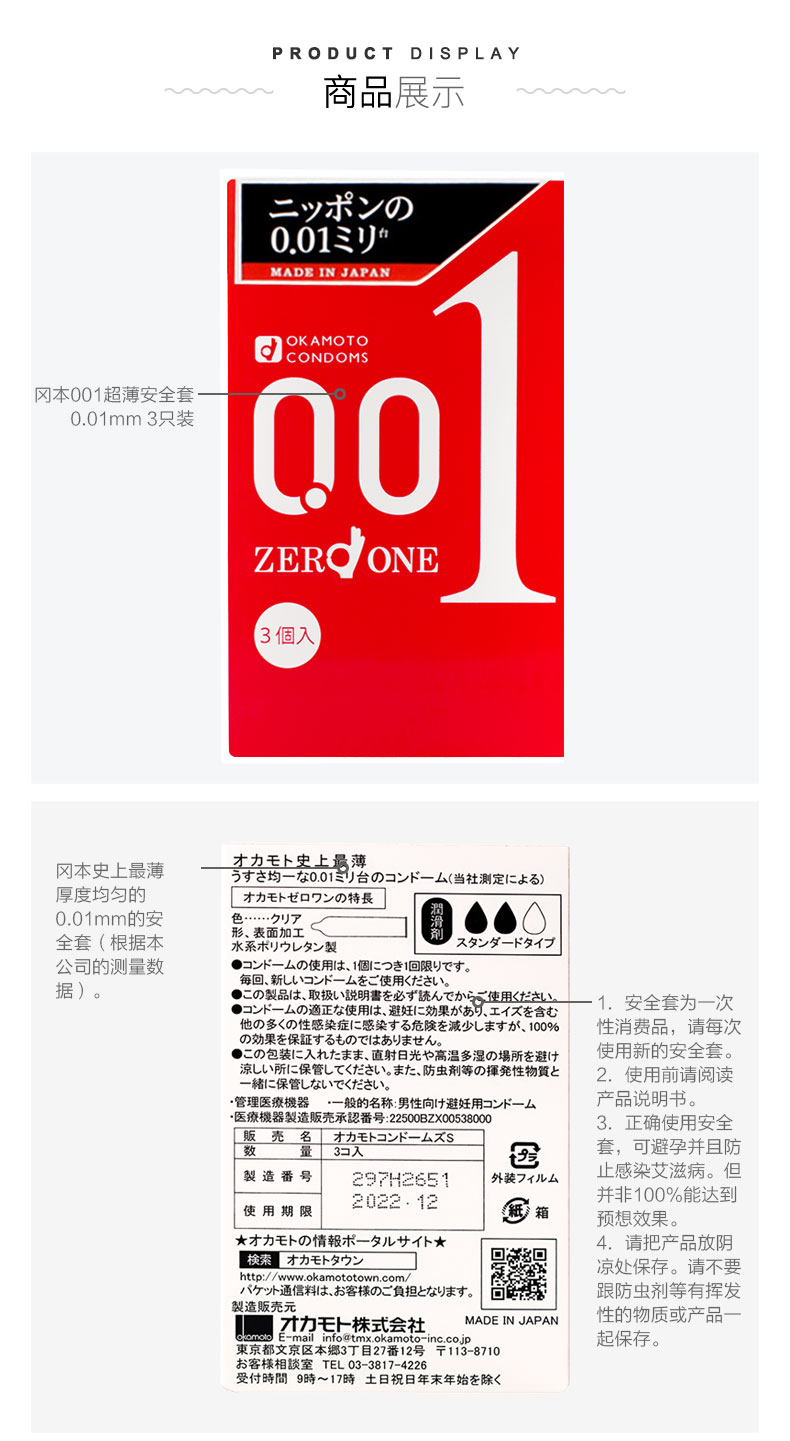 PRODUCT DISPLAY
商品展示
ニッポンの
0.01ミリ台
MADE IN JAPAN
OKAMOTO
CONDOMS
冈本001超薄安全套
0.01mm 3只装
0.01
ZERO ONE
3個入
冈本史上最薄
厚度均匀的
0.01mm的安
全套（根据本
公司的测量数
据）。
オカモト史上最薄
うすさ均一な0.01ミリ台のコンドーム(当社測定による)
オカモトゼロワンの特長
色……クリア
形、表面加工
水系ポリウレタン製
潤滑剤
スタンダードタイプ
●コンドームの使用は、1個につき1回限りです。
毎回、新しいコンドームをご使用ください。
●この製品は、取扱い説明書を必ず読んでからご使用ください。
●コンドームの適正な使用は、避妊に効果があり、エイズを含む
他の多くの性感染症に感染する危険を減少しますが、100%
の効果を保証するものではありません。
●この包装に入れたまま、直射日光や高温多湿の場所を避け
涼しい所に保管してください。また、防虫剤等の揮発性物質と
一緒に保管しないでください。
・管理医療機器 ・一般的名称:男性向け避妊用コンドーム
・医療機器製造販売承認番号:22500BZX00538000
販売名 オカモトコンドームズS
数量 3コ入
製造番号 297H2651
使用期限 2022.12
プラ
外装フィルム
紙 箱
★オカモトの情報ポータルサイト★
検索 オカモトタウン
http://www.okamototown.com/
パケット通信料は、お客様のご負担となります。
製造販売元
okamoto オカモト株式会社
E-mail info@tmx.okamoto-inc.co.jp
MADE IN JAPAN
東京都文京区本郷3丁目27番12号 〒113-8710
お客様相談室 TEL 03-3817-4226
受付時間 9時〜17時 土日祝日年末年始を除く
1. 安全套为一次
性消费品，请每次
使用新的安全套。
2. 使用前请阅读
产品说明书。
3. 正确使用安全
套，可避孕并且防
止感染艾滋病。但
并非100%能达到
预想效果。
4. 请把产品放阴
凉处保存。请不要
跟防虫剂等有挥发
性的物质或产品一
起保存。